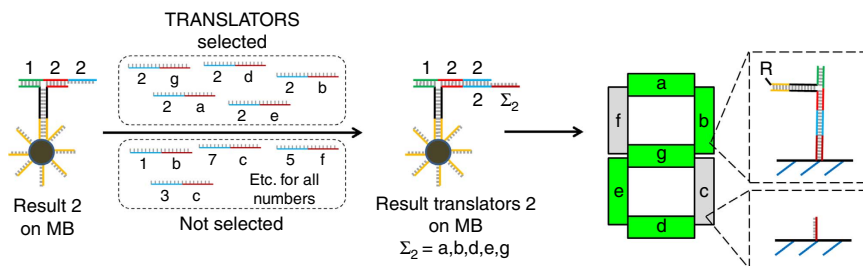 TRANSLATORS
selected
1 2 2
2 g
2 d
2 b
2 a
2 e
1 b
7 c
5 f
3 c
Etc. for all
numbers
Not selected
Result 2
on MB
1 2 2
2 Σ2
Result translators 2
on MB
Σ2 = a,b,d,e,g
a
f
b
g
e
c
d
R